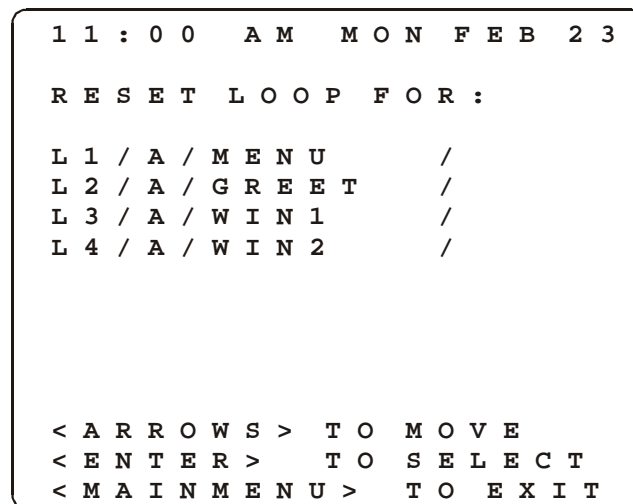 11:00 AM MON FEB 23
RESET LOOP FOR:
L1/A/MENU /
L2/A/GREET /
L3/A/WIN1 /
L4/A/WIN2 /
<ARROWS> TO MOVE
<ENTER> TO SELECT
<MAINMENU> TO EXIT